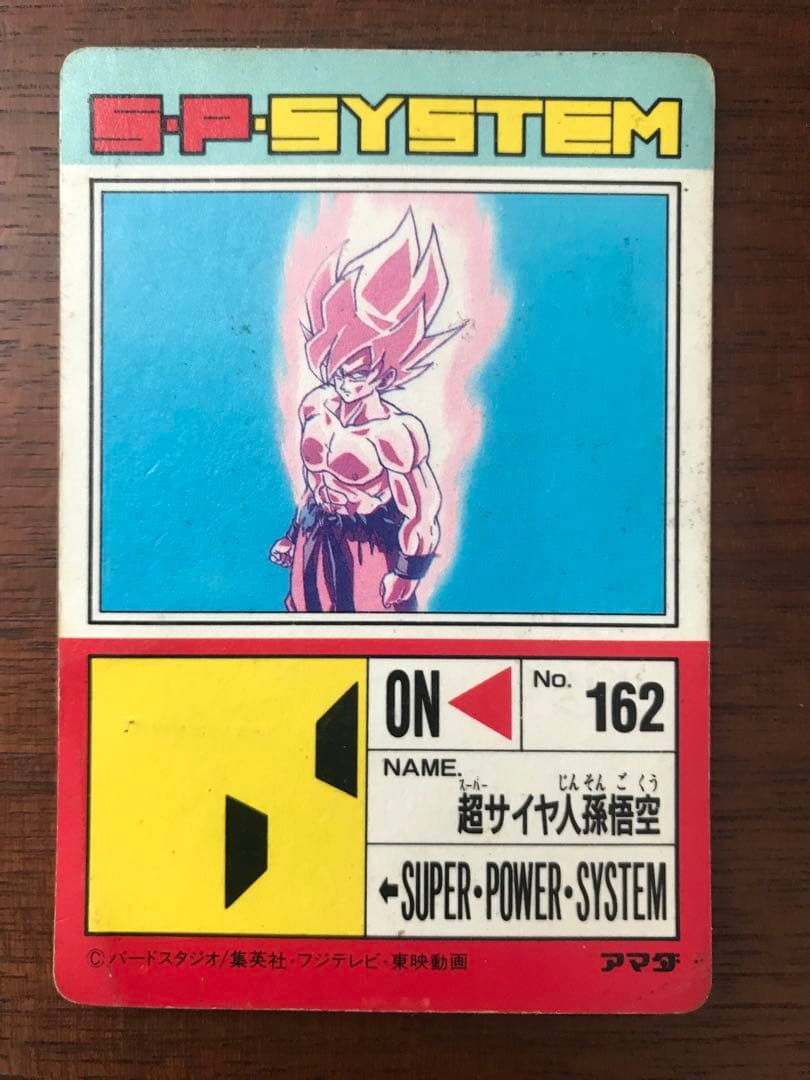 S·P·SYSTEM
ON
No. 162
NAME.
スーパー じんそんごくう
超サイヤ人孫悟空
←SUPER・POWER・SYSTEM
©バードスタジオ/集英社・フジテレビ・東映動画
アマダ